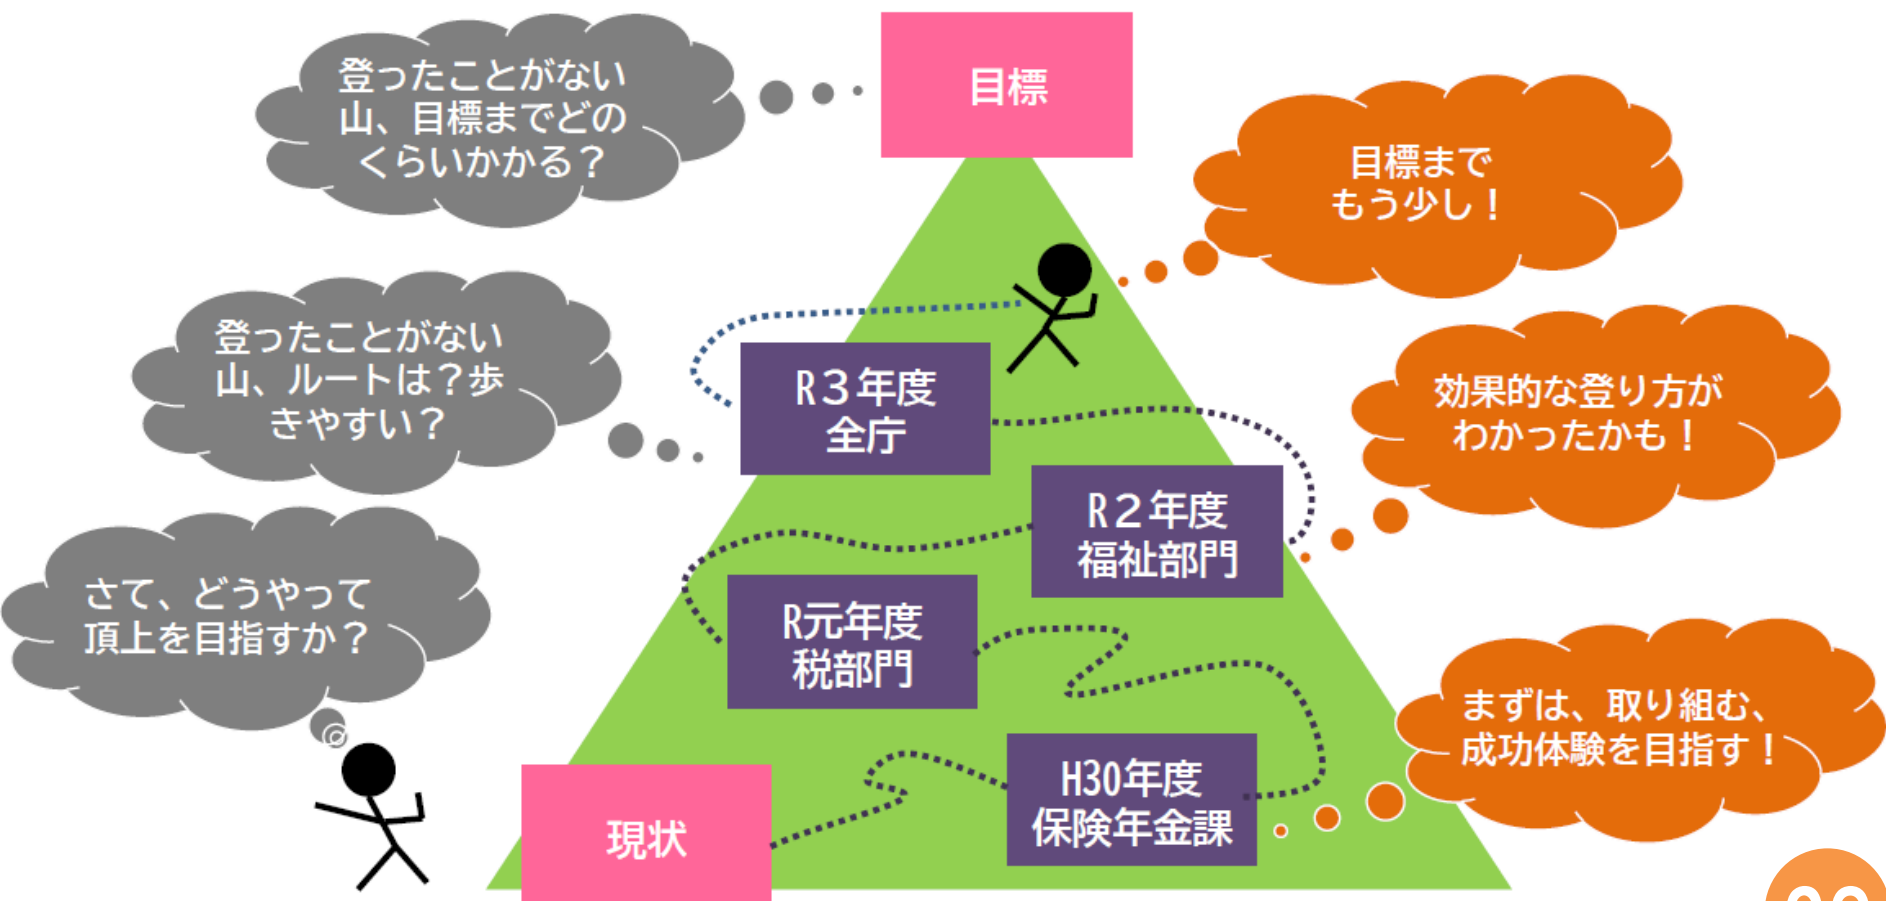 登ったことがない
山、目標までどの
くらいかかる？
目標
目標まで
もう少し！
登ったことがない
山、ルートは？歩
きやすい？
R３年度
全庁
効果的な登り方が
わかったかも！
R２年度
福祉部門
さて、どうやって
頂上を目指すか？
R元年度
税部門
まずは、取り組む、
成功体験を目指す！
H30年度
保険年金課
現状